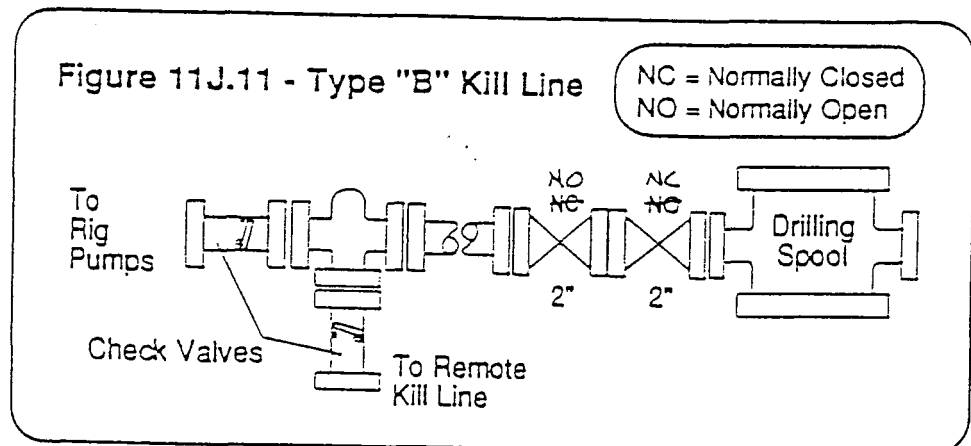 Figure 11J.11 - Type "B" Kill Line
NC = Normally Closed
NO = Normally Open
To
Rig
Pumps
NO
NC
NC
NO
2"
2"
Drilling
Spool
Check Valves
To Remote
Kill Line